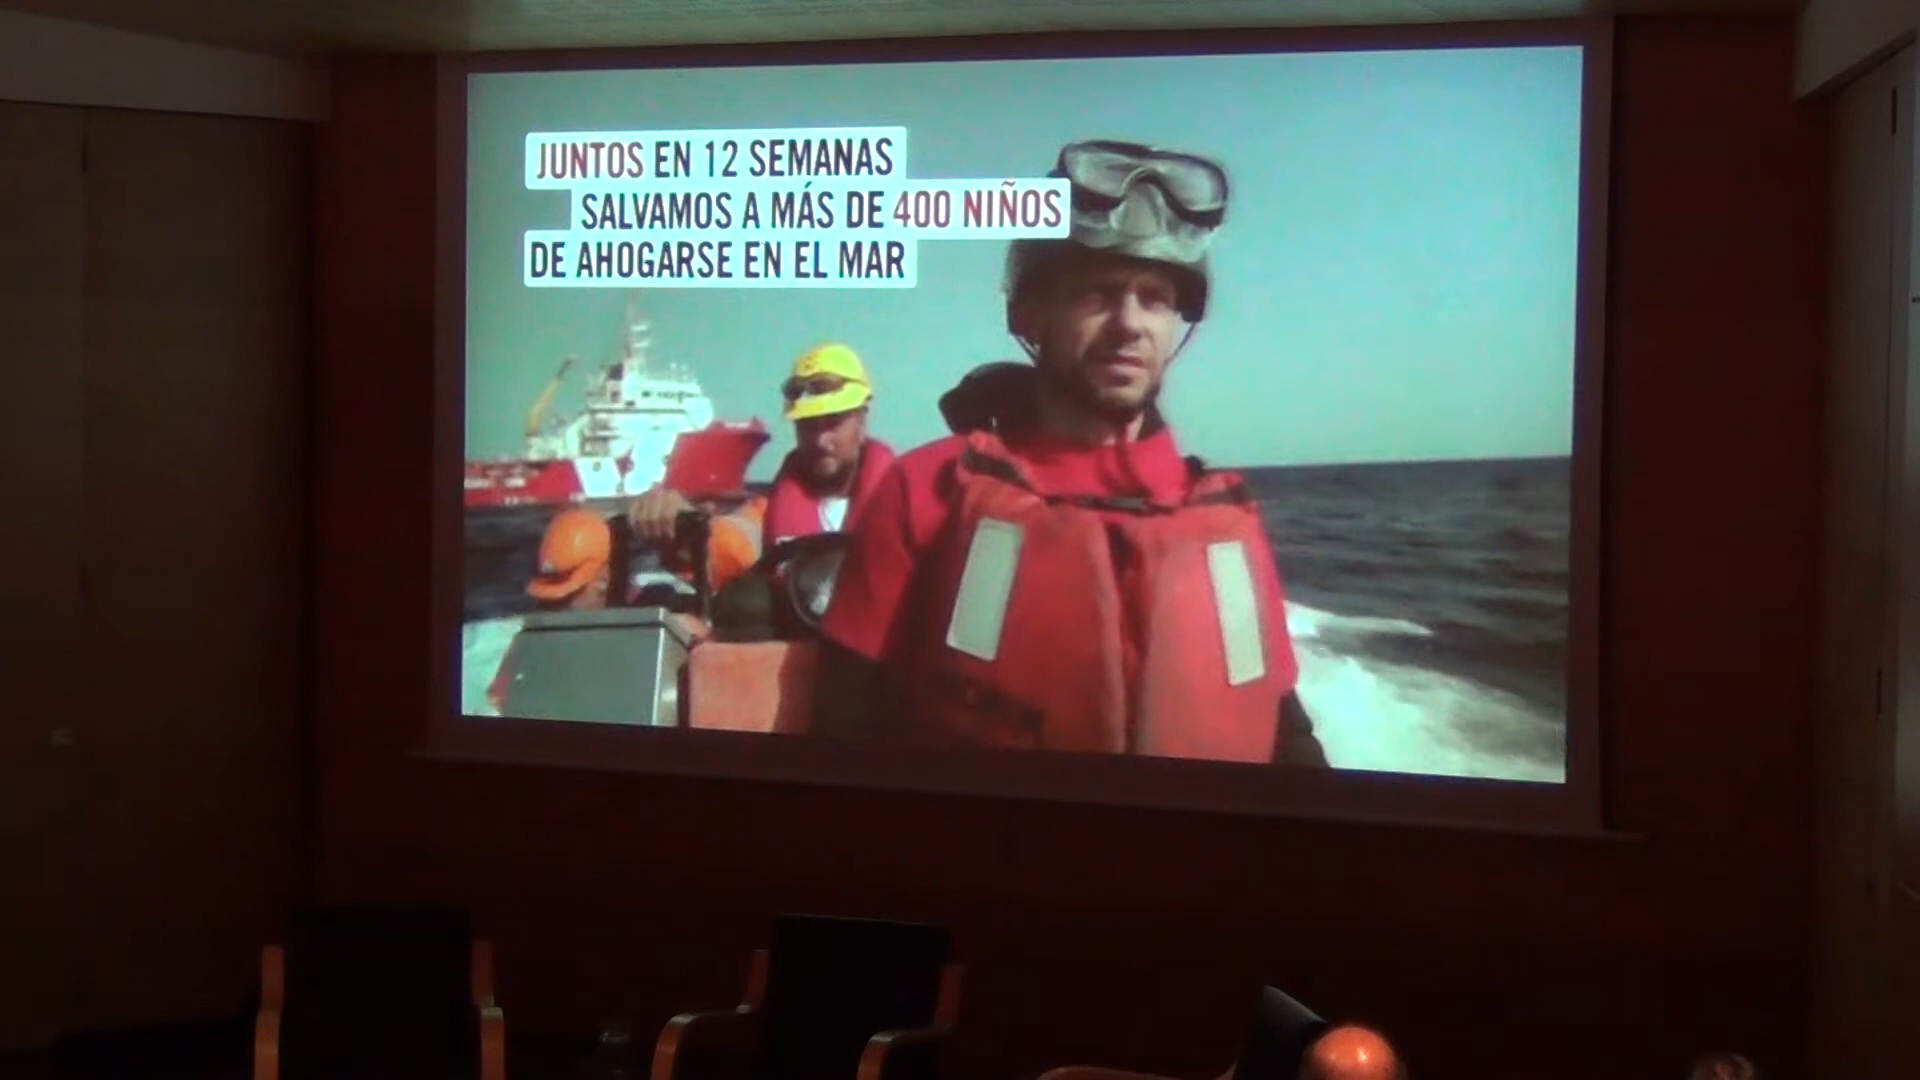 JUNTOS EN 12 SEMANAS
SALVAMOS A MÁS DE 400 NIÑOS
DE AHOGARSE EN EL MAR